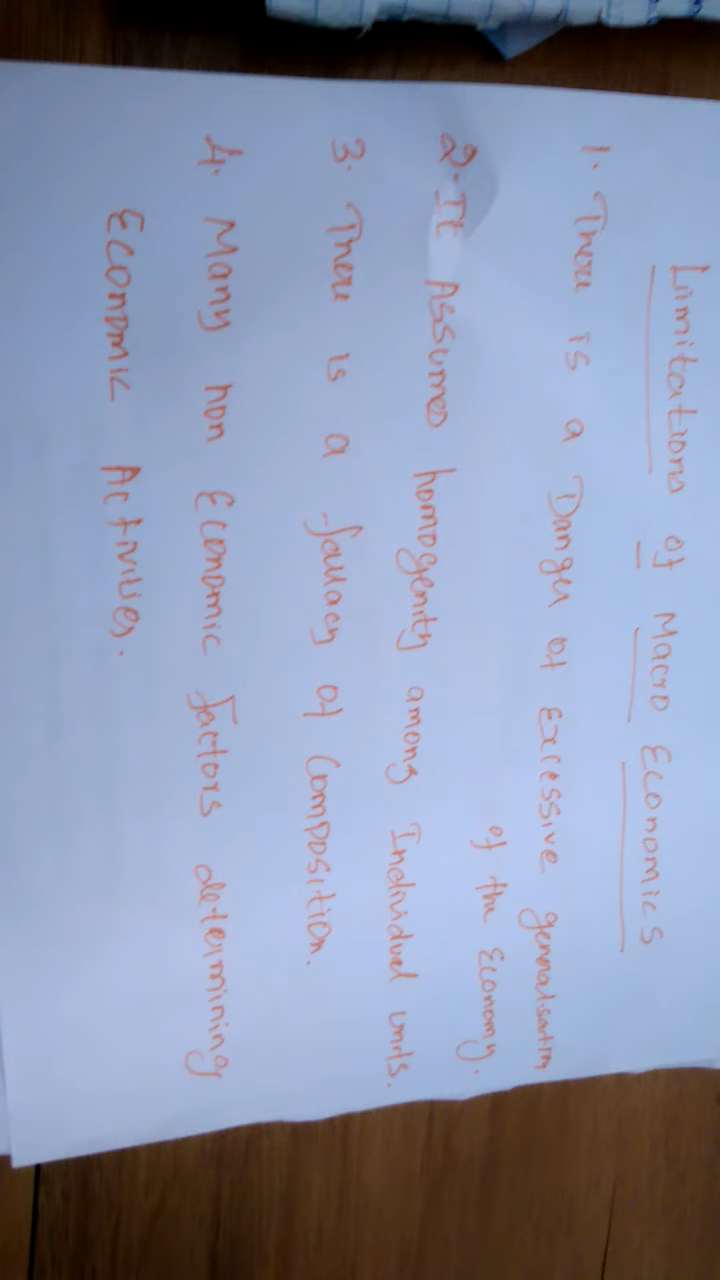 Limitations of Macro Economics
1. There is a Danger of Excessive generalisation
of the Economy.
2. It Assumes homogenity among Individual units.
3. There is a fallacy of Composition.
4. Many non Economic factors determining
Economic Activities.